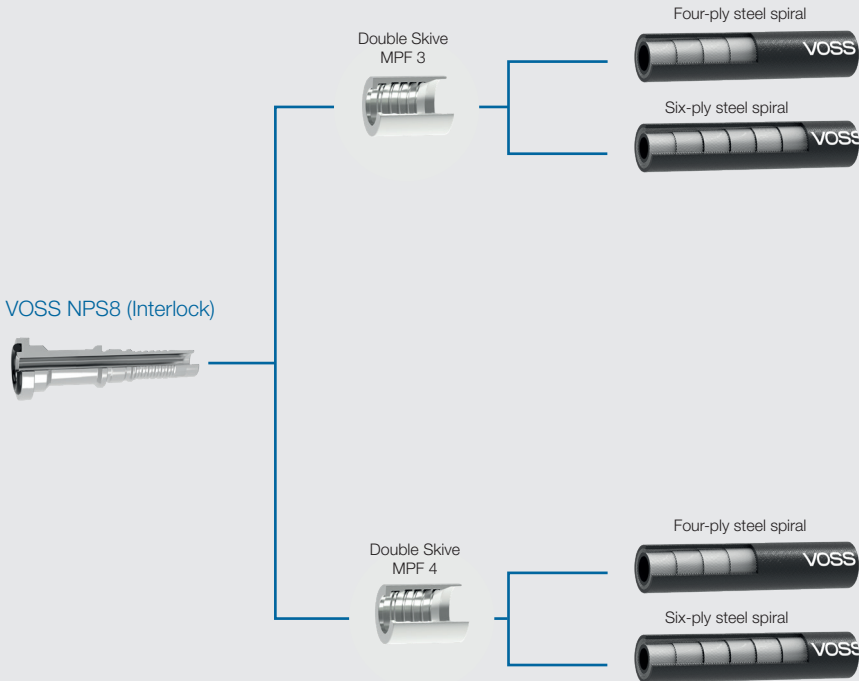 Four-ply steel spiral
VOSS
Double Skive
MPF 3
Six-ply steel spiral
VOSS
VOSS NPS8 (Interlock)
Four-ply steel spiral
VOSS
Double Skive
MPF 4
Six-ply steel spiral
VOSS